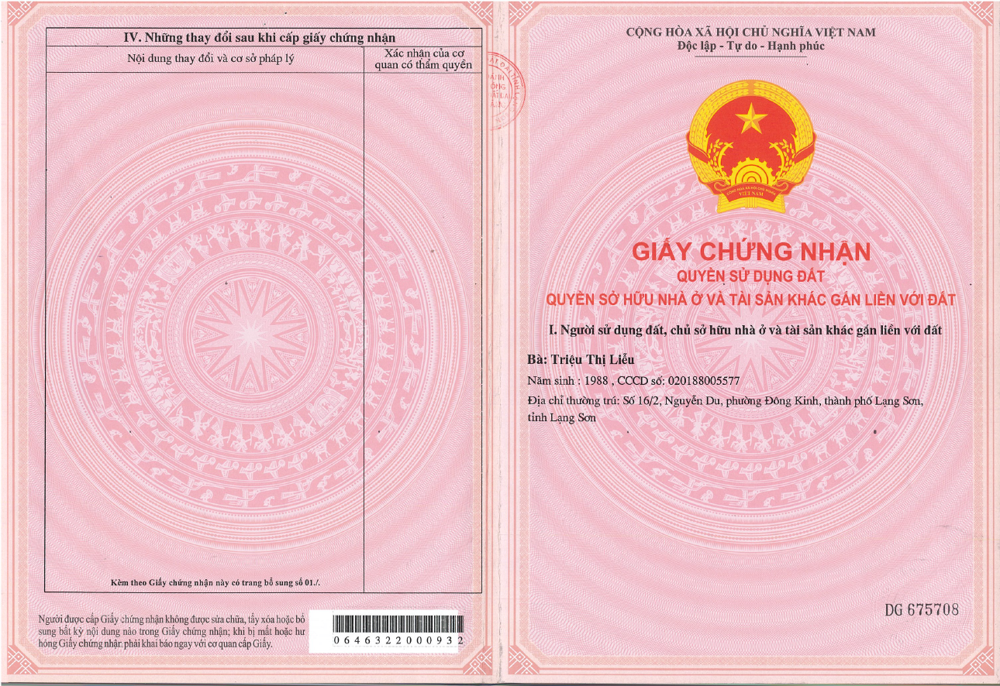 IV. Những thay đổi sau khi cấp giấy chứng nhận
Nội dung thay đổi và cơ sở pháp lý
Xác nhận của cơ
quan có thẩm quyền
Kèm theo Giấy chứng nhận này có trang bổ sung số 01./.
Người được cấp Giấy chứng nhận không được sửa chữa, tẩy xóa hoặc bổ
sung bất kỳ nội dung nào trong Giấy chứng nhận; khi bị mất hoặc hư
hỏng Giấy chứng nhận phải khai báo ngay với cơ quan cấp Giấy.
0646322000932
CỘNG HÒA XÃ HỘI CHỦ NGHĨA VIỆT NAM
Độc lập - Tự do - Hạnh phúc
CỘNG HÒA XÃ HỘI CHỦ NGHĨA
VIỆT NAM
GIẤY CHỨNG NHẬN
QUYỀN SỬ DỤNG ĐẤT
QUYỀN SỞ HỮU NHÀ Ở VÀ TÀI SẢN KHÁC GẮN LIỀN VỚI ĐẤT
I. Người sử dụng đất, chủ sở hữu nhà ở và tài sản khác gắn liền với đất
Bà: Triệu Thị Liễu
Năm sinh : 1988 , CCCD số: 020188005577
Địa chỉ thường trú: Số 16/2, Nguyễn Du, phường Đông Kinh, thành phố Lạng Sơn,
tỉnh Lạng Sơn
DG 675708